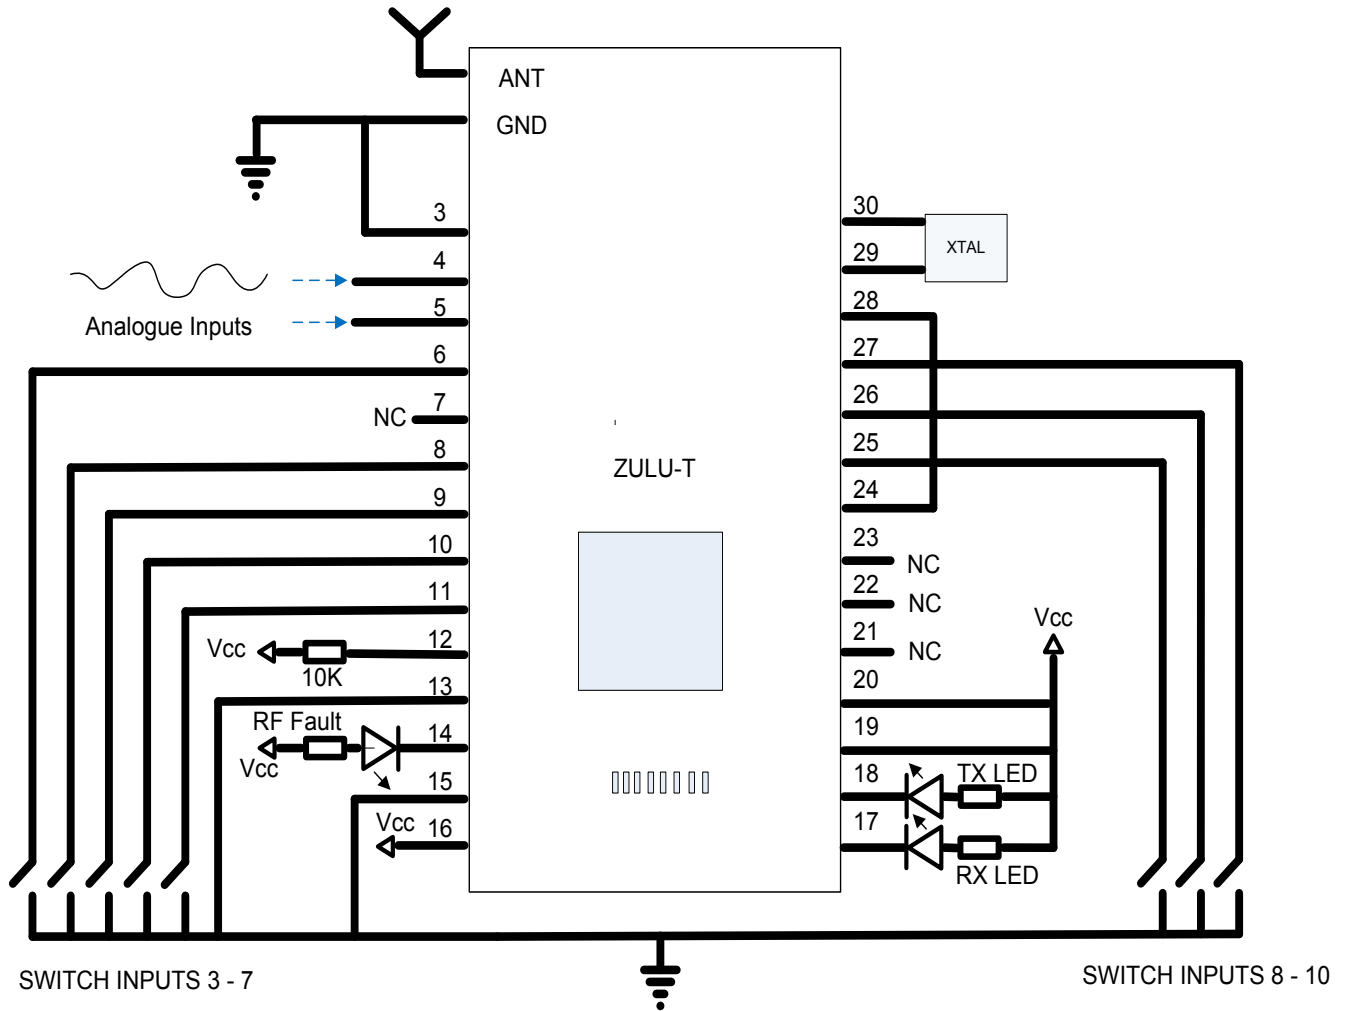 ANT
GND
3
4
5
Analogue Inputs
6
NC 7
8
9
10
11
Vcc 12
10K
13
RF Fault
14
Vcc
15
Vcc 16
ZULU-T
30
XTAL
29
28
27
26
25
24
23
NC
22
NC
21
NC
Vcc
20
19
18
TX LED
17
RX LED
SWITCH INPUTS 3 - 7
SWITCH INPUTS 8 - 10